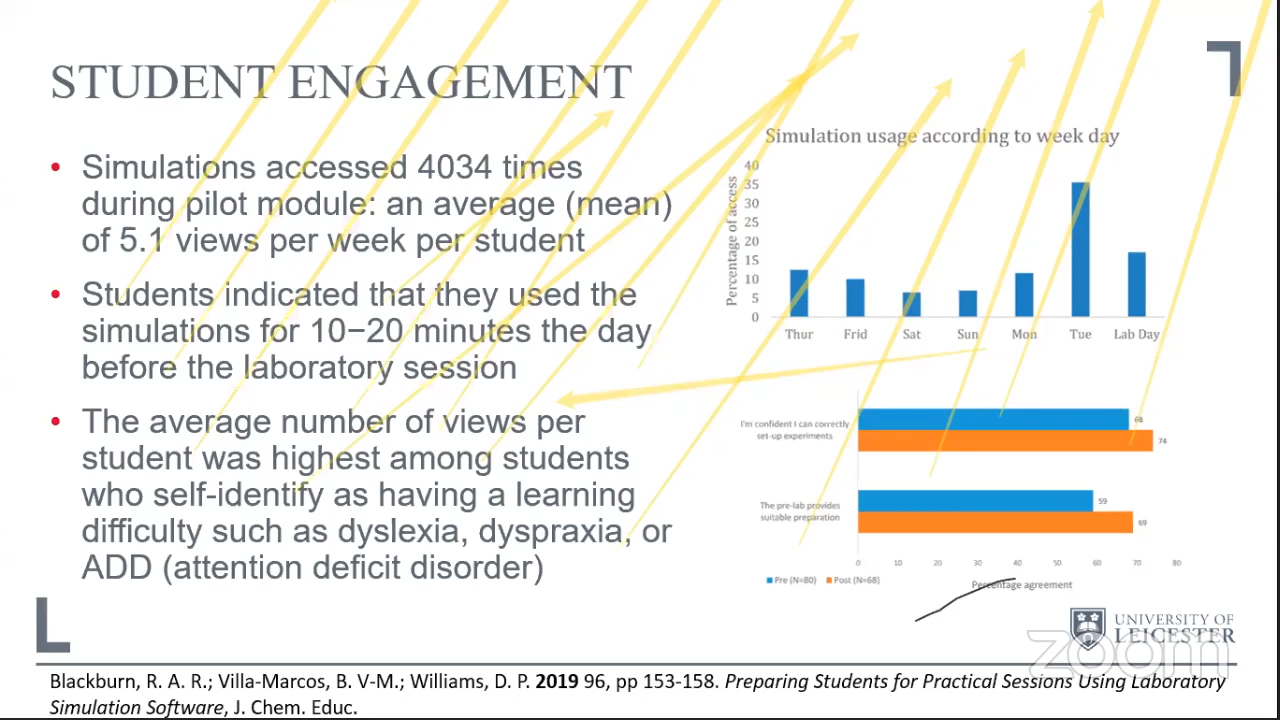 STUDENT ENGAGEMENT
• Simulations accessed 4034 times
during pilot module: an average (mean)
of 5.1 views per week per student
• Students indicated that they used the
simulations for 10−20 minutes the day
before the laboratory session
• The average number of views per
student was highest among students
who self-identify as having a learning
difficulty such as dyslexia, dyspraxia, or
ADD (attention deficit disorder)
Simulation usage according to week day
Percentage of access
40
35
30
25
20
15
10
5
0
Thur Frid Sat Sun Mon Tue Lab Day
I'm confident I can correctly
set-up experiments
68
74
The pre-lab provides
suitable preparation
59
69
0 10 20 30 40 50 60 70 80
Percentage agreement
Pre (N=80) Post (N=68)
UNIVERSITY OF
LEICESTER
zoom
Blackburn, R. A. R.; Villa-Marcos, B. V-M.; Williams, D. P. 2019 96, pp 153-158. Preparing Students for Practical Sessions Using Laboratory
Simulation Software, J. Chem. Educ.